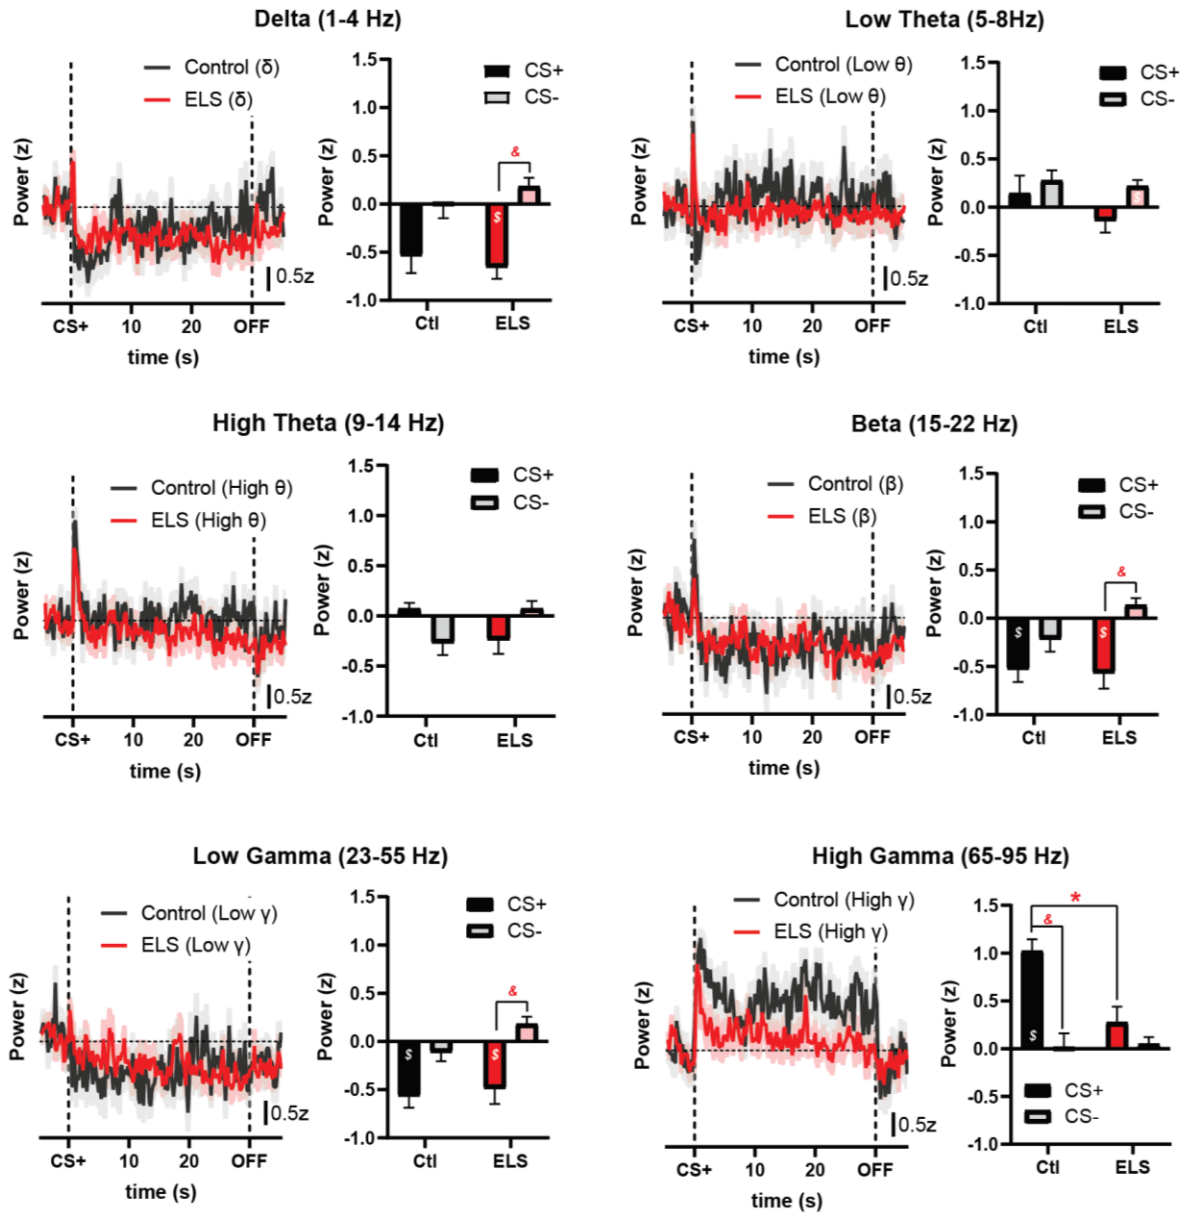 Delta (1-4 Hz)
Control (δ)
ELS (δ)
Power (z)
0.5z
CS+ 10 20 OFF
time (s)
Power (z)
1.5
1.0
0.5
0.0
-0.5
-1.0
CS+
CS-
&
$
Ctl ELS
Low Theta (5-8Hz)
Control (Low θ)
ELS (Low θ)
Power (z)
0.5z
CS+ 10 20 OFF
time (s)
Power (z)
1.5
1.0
0.5
0.0
-0.5
-1.0
CS+
CS-
$
Ctl ELS
High Theta (9-14 Hz)
Control (High θ)
ELS (High θ)
Power (z)
0.5z
CS+ 10 20 OFF
time (s)
Power (z)
1.5
1.0
0.5
0.0
-0.5
-1.0
CS+
CS-
Ctl ELS
Beta (15-22 Hz)
Control (β)
ELS (β)
Power (z)
0.5z
CS+ 10 20 OFF
time (s)
Power (z)
1.5
1.0
0.5
0.0
-0.5
-1.0
CS+
CS-
&
$ $
Ctl ELS
Low Gamma (23-55 Hz)
Control (Low γ)
ELS (Low γ)
Power (z)
0.5z
CS+ 10 20 OFF
time (s)
Power (z)
1.5
1.0
0.5
0.0
-0.5
-1.0
CS+
CS-
&
$ $
Ctl ELS
High Gamma (65-95 Hz)
Control (High γ)
ELS (High γ)
Power (z)
0.5z
CS+ 10 20 OFF
time (s)
Power (z)
1.5
1.0
0.5
0.0
-0.5
-1.0
*
&
$
CS+
CS-
Ctl ELS